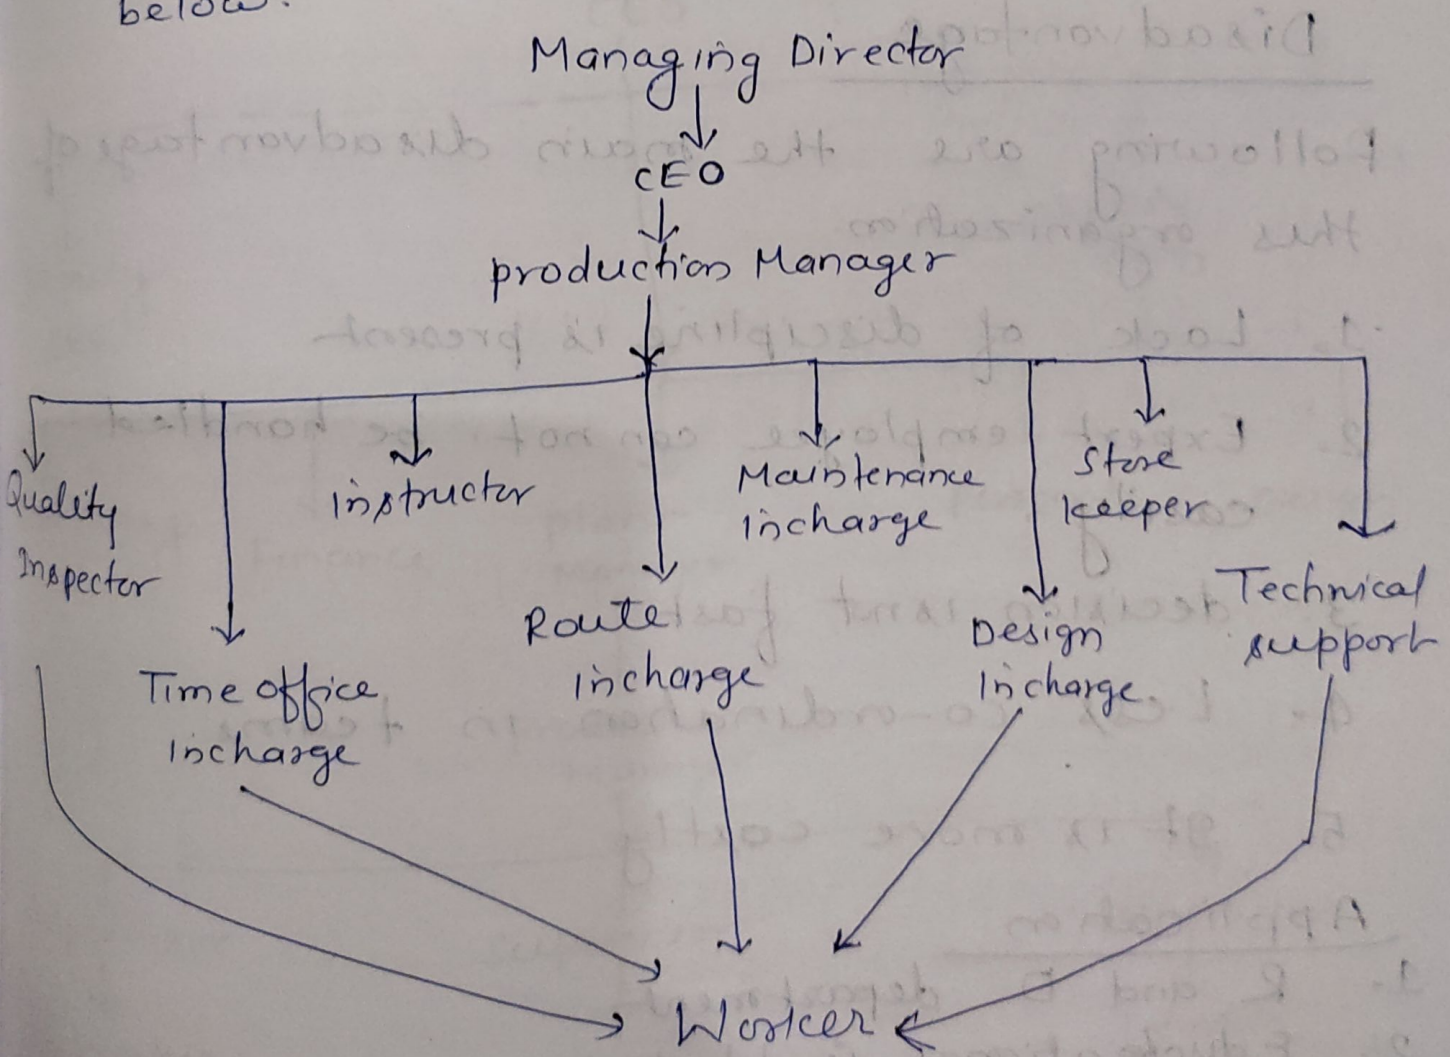 below.
Managing Director
CEO
production Manager
Quality
Inspector
Time office
incharge
instructor
Route
incharge
Maintenance
incharge
Design
Incharge
Store
keeper
Technical
support
Worker